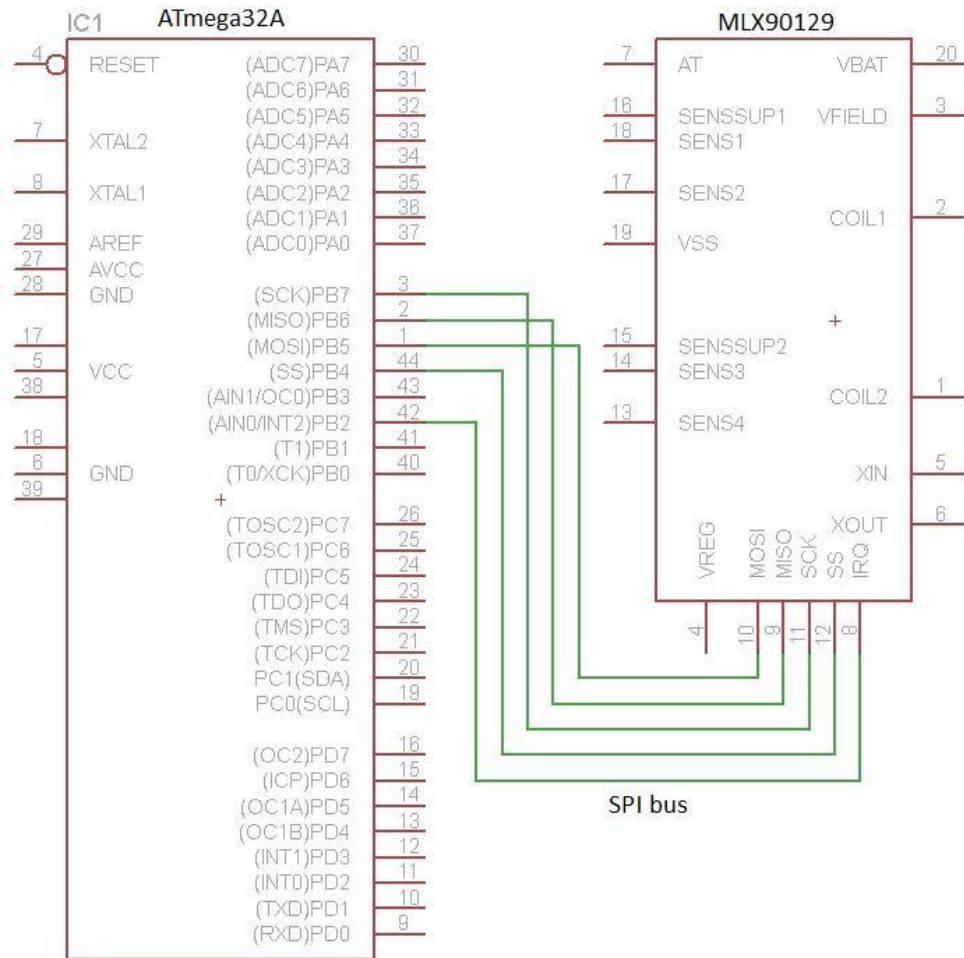 IC1 ATmega32A
4 RESET (ADC7)PA7 30
(ADC6)PA6 31
(ADC5)PA5 32
7 XTAL2 (ADC4)PA4 33
(ADC3)PA3 34
8 XTAL1 (ADC2)PA2 35
(ADC1)PA1 36
29 AREF (ADC0)PA0 37
27 AVCC
28 GND (SCK)PB7 3
(MISO)PB6 2
17 (MOSI)PB5 1
5 VCC (SS)PB4 44
38 (AIN1/OC0)PB3 43
(AIN0/INT2)PB2 42
18 (T1)PB1 41
6 GND (T0/XCK)PB0 40
39
(TOSC2)PC7 26
(TOSC1)PC6 25
(TDI)PC5 24
(TDO)PC4 23
(TMS)PC3 22
(TCK)PC2 21
PC1(SDA) 20
PC0(SCL) 19
(OC2)PD7 16
(ICP)PD6 15
(OC1A)PD5 14
(OC1B)PD4 13
(INT1)PD3 12
(INT0)PD2 11
(TXD)PD1 10
(RXD)PD0 9
MLX90129
7 AT VBAT 20
16 SENSSUP1 VFIELD 3
18 SENS1
17 SENS2 COIL1 2
19 VSS
15 SENSSUP2
14 SENS3 COIL2 1
13 SENS4
XIN 5
XOUT 6
VREG MOSI MISO SCK SS IRQ
4 10 9 11 12 8
SPI bus